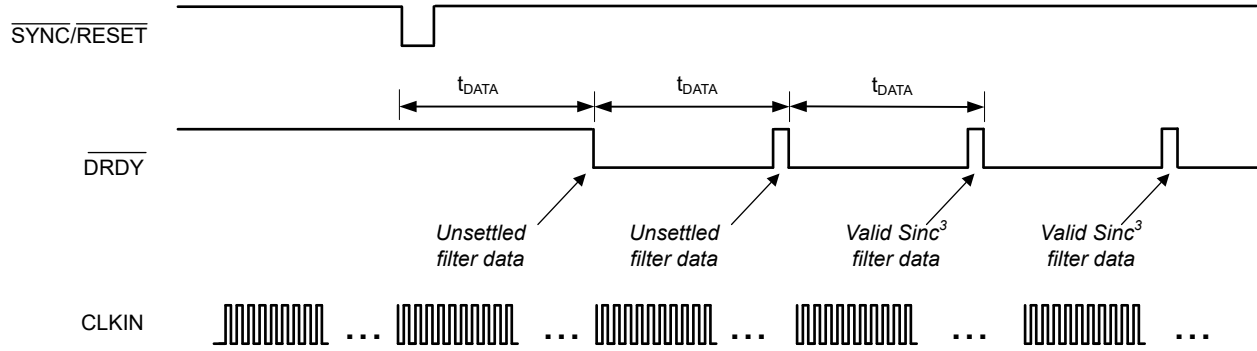 SYNC/RESET
tDATA tDATA tDATA
DRDY
Unsettled filter data
Unsettled filter data
Valid Sinc³ filter data
Valid Sinc³ filter data
CLKIN ... ... ... ... ...